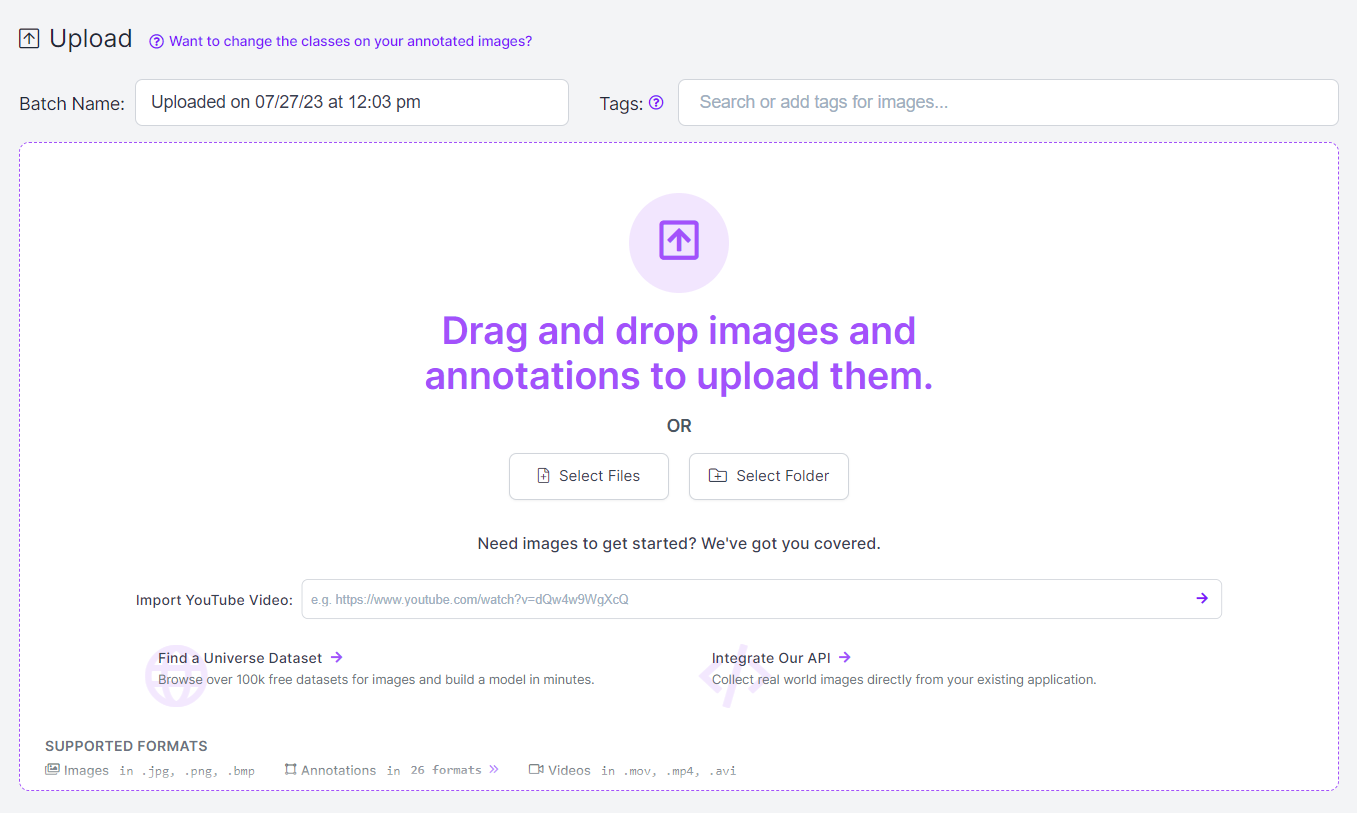 Upload
Want to change the classes on your annotated images?
Batch Name: Uploaded on 07/27/23 at 12:03 pm
Tags: Search or add tags for images...
Drag and drop images and
annotations to upload them.
OR
Select Files
Select Folder
Need images to get started? We've got you covered.
Import YouTube Video: e.g. https://www.youtube.com/watch?v=dQw4w9WgXcQ
Find a Universe Dataset
Browse over 100k free datasets for images and build a model in minutes.
Integrate Our API
Collect real world images directly from your existing application.
SUPPORTED FORMATS
Images in .jpg, .png, .bmp
Annotations in 26 formats
Videos in .mov, .mp4, .avi